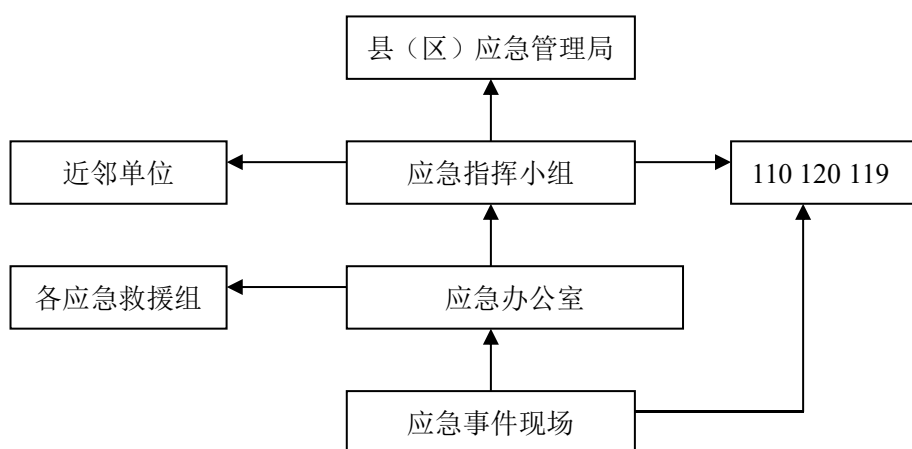 县（区）应急管理局
近邻单位
应急指挥小组
110 120 119
各应急救援组
应急办公室
应急事件现场